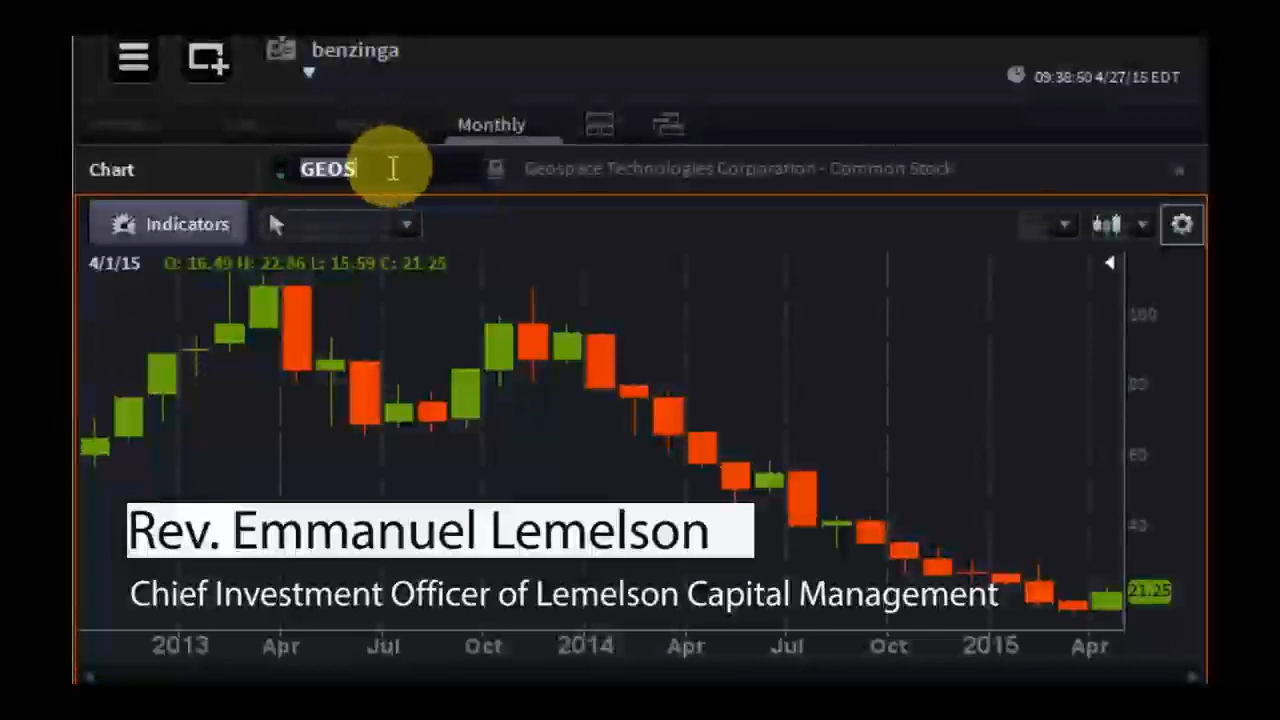 benzinga
09:38:50 4/27/15 EDT
Monthly
Chart GEOS Geospace Technologies Corporation - Common Stock
Indicators
4/1/15 O: 16.49 H: 22.86 L: 15.59 C: 21.25
100
80
60
40
21.25
Rev. Emmanuel Lemelson
Chief Investment Officer of Lemelson Capital Management
2013 Apr Jul Oct 2014 Apr Jul Oct 2015 Apr